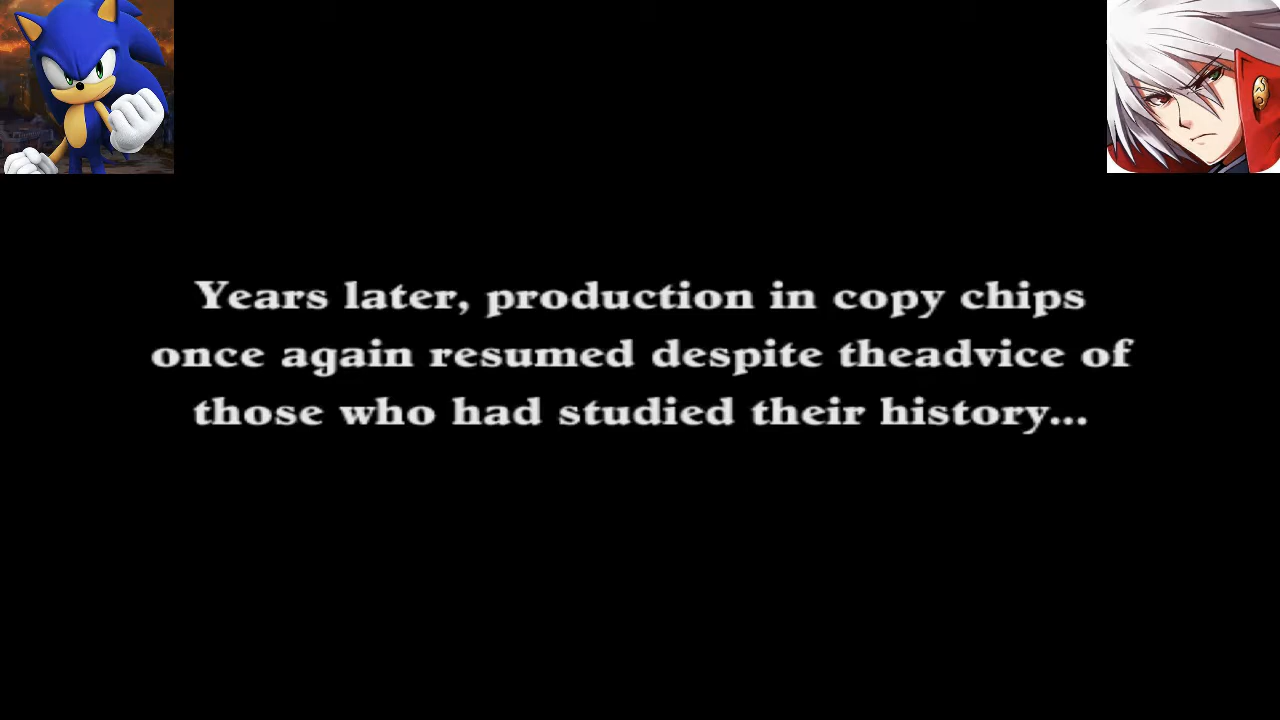 Years later, production in copy chips
once again resumed despite theadvice of
those who had studied their history...